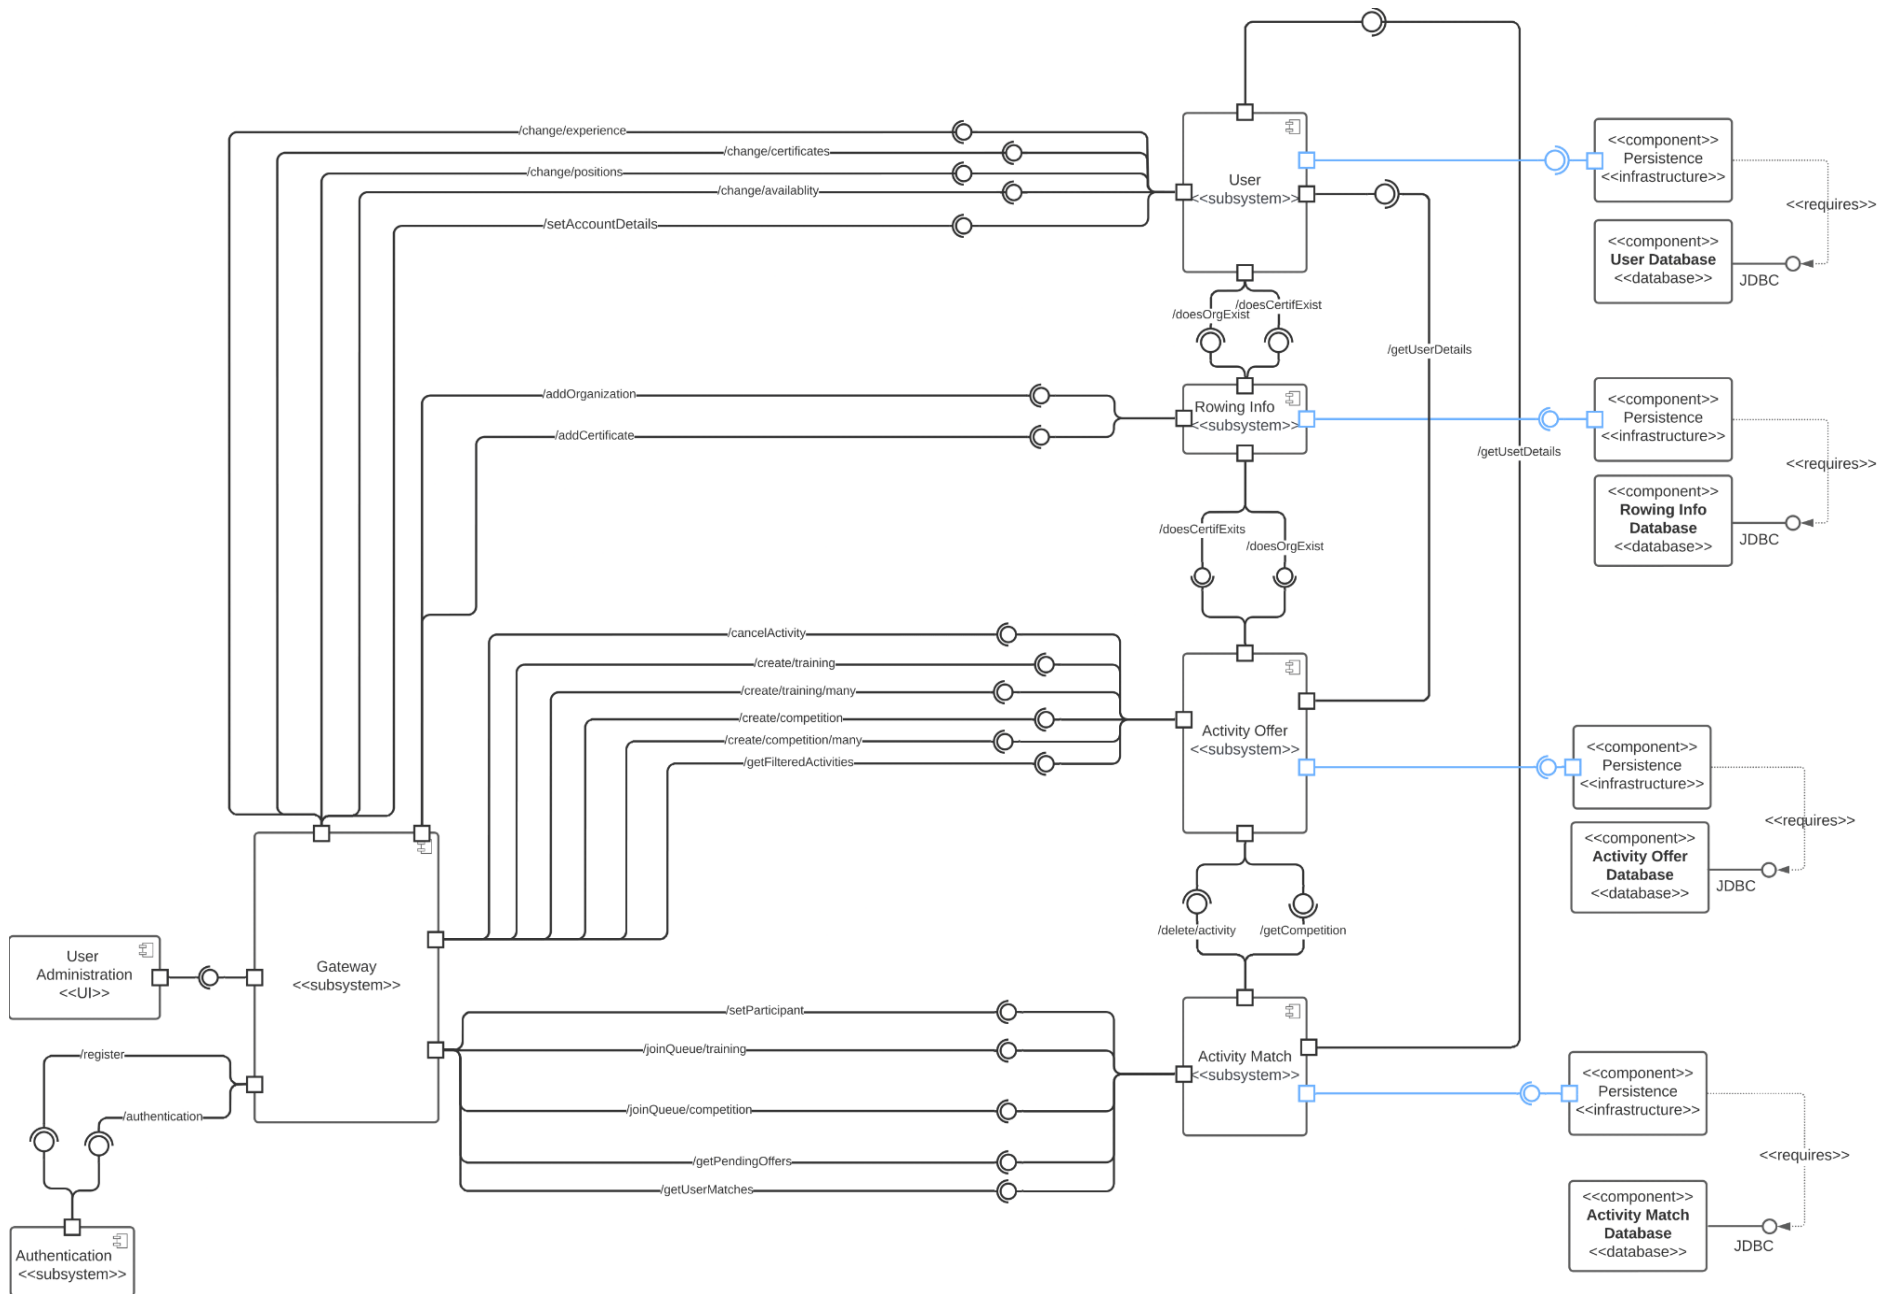 /change/experience
/change/certificates
/change/positions
/change/availablity
/setAccountDetails
User
<<subsystem>>
<<component>>
Persistence
<<infrastructure>>
<<requires>>
<<component>>
User Database
<<database>>
JDBC
/doesOrgExist
/doesCertifExist
/getUserDetails
/addOrganization
/addCertificate
Rowing Info
<<subsystem>>
/getUsetDetails
<<component>>
Persistence
<<infrastructure>>
<<requires>>
<<component>>
Rowing Info
Database
<<database>>
JDBC
/doesCertifExits
/doesOrgExist
/cancelActivity
/create/training
/create/training/many
/create/competition
/create/competition/many
/getFilteredActivities
Activity Offer
<<subsystem>>
<<component>>
Persistence
<<infrastructure>>
<<requires>>
<<component>>
Activity Offer
Database
<<database>>
JDBC
/delete/activity
/getCompetition
User
Administration
<<UI>>
Gateway
<<subsystem>>
/register
/authentication
Authentication
<<subsystem>>
/setParticipant
/joinQueue/training
/joinQueue/competition
/getPendingOffers
/getUserMatches
Activity Match
<<subsystem>>
<<component>>
Persistence
<<infrastructure>>
<<requires>>
<<component>>
Activity Match
Database
<<database>>
JDBC